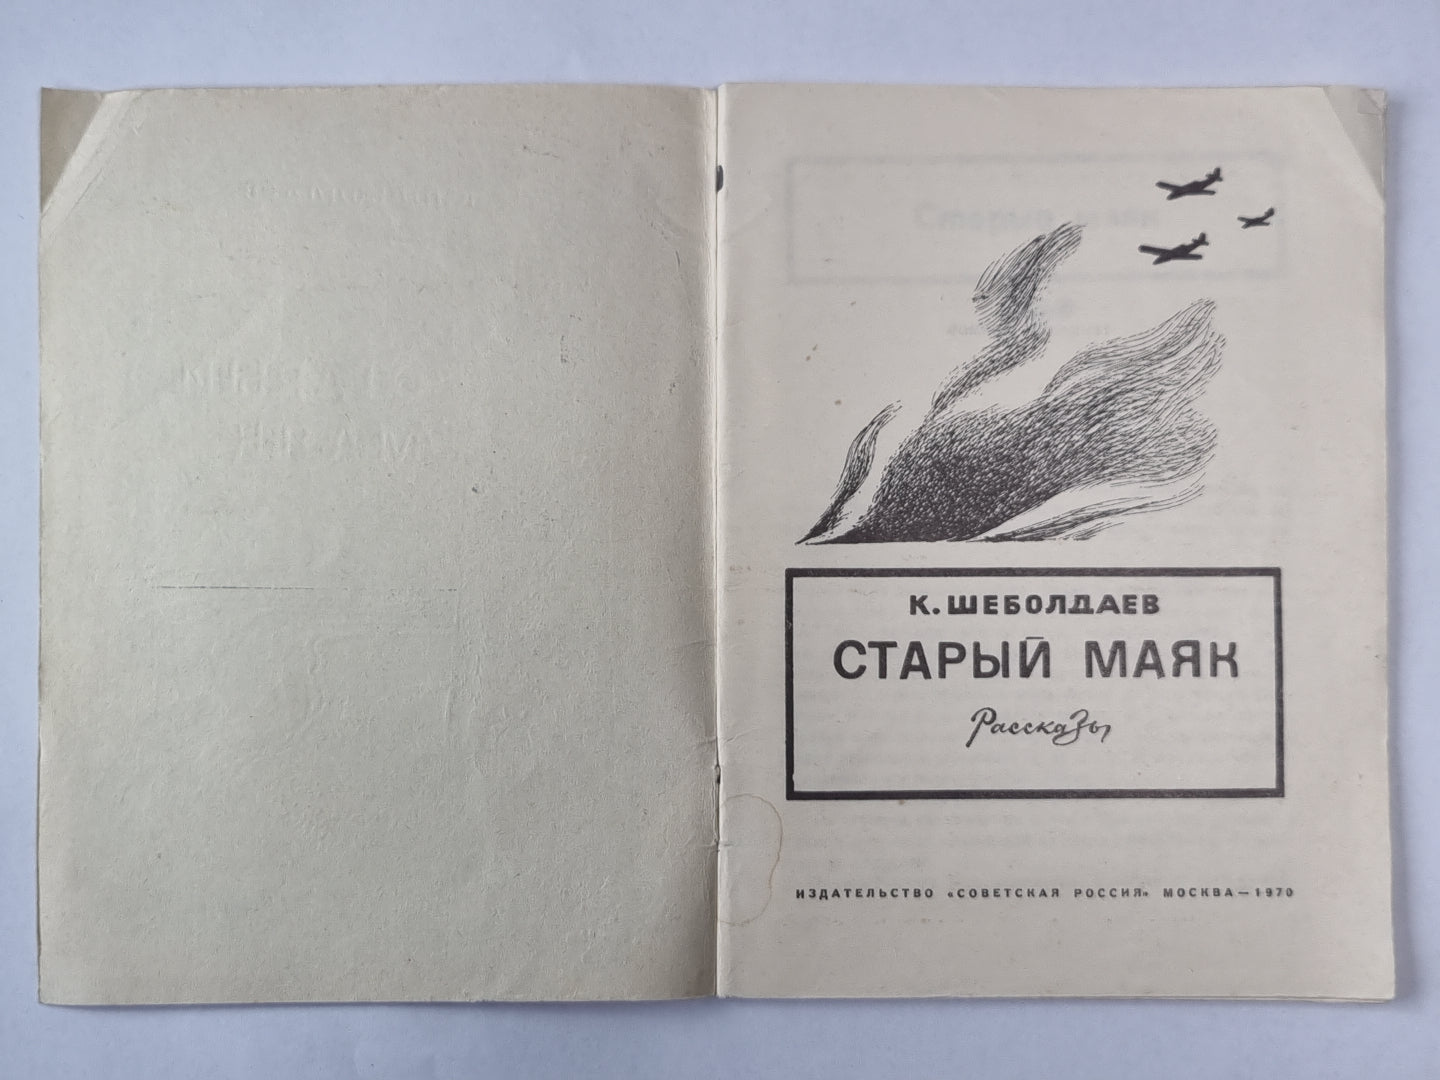 К. ШЕБОЛДАЕВ
СТАРЫЙ МАЯК
Рассказы
ИЗДАТЕЛЬСТВО «СОВЕТСКАЯ РОССИЯ» МОСКВА — 1970